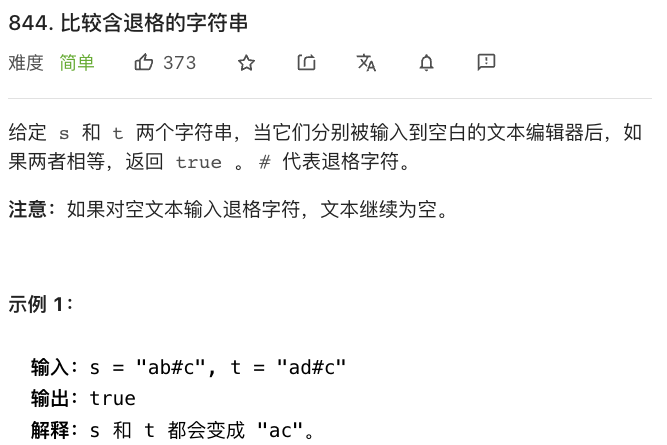 844. 比较含退格的字符串
难度 简单 373
给定 s 和 t 两个字符串，当它们分别被输入到空白的文本编辑器后，如
果两者相等，返回 true 。 # 代表退格字符。
注意：如果对空文本输入退格字符，文本继续为空。
示例 1：
输入：s = "ab#c", t = "ad#c"
输出：true
解释：s 和 t 都会变成 "ac"。